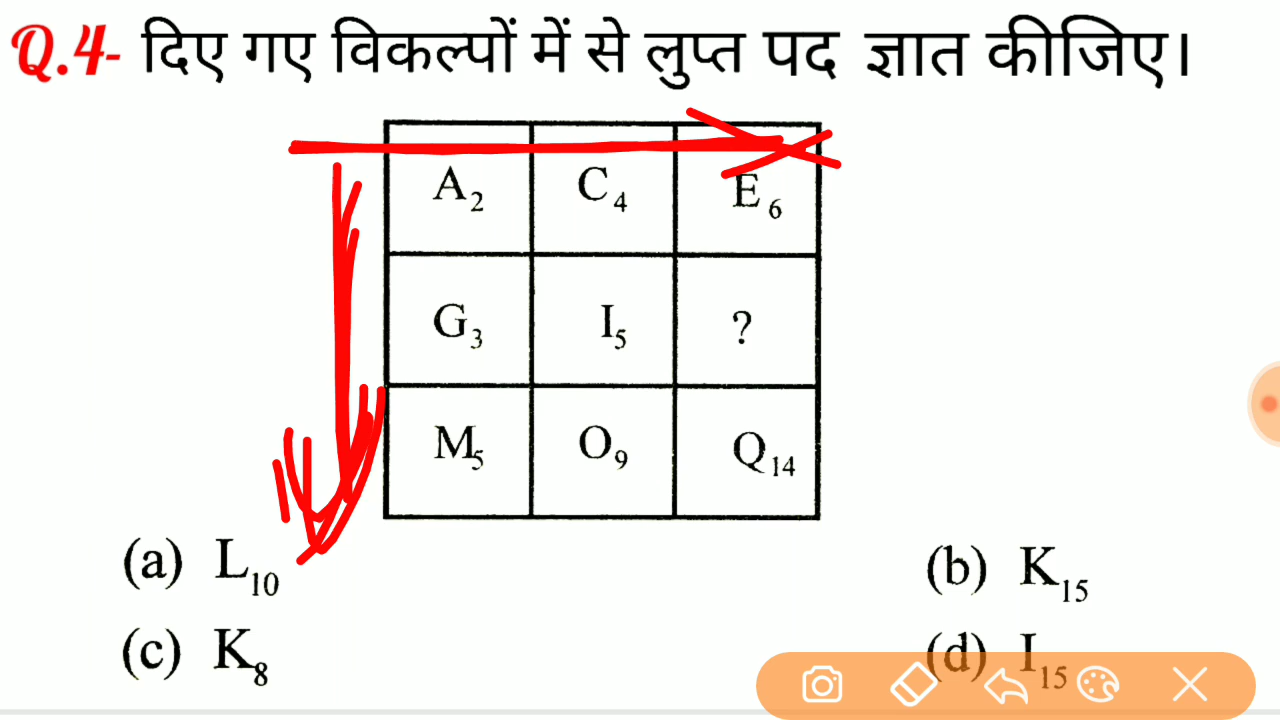 Q.4- दिए गए विकल्पों में से लुप्त पद ज्ञात कीजिए।
A₂ C₄ E₆
G₃ I₅ ?
M₅ O₉ Q₁₄
(a) L₁₀ (b) K₁₅
(c) K₈ (d) I₁₅